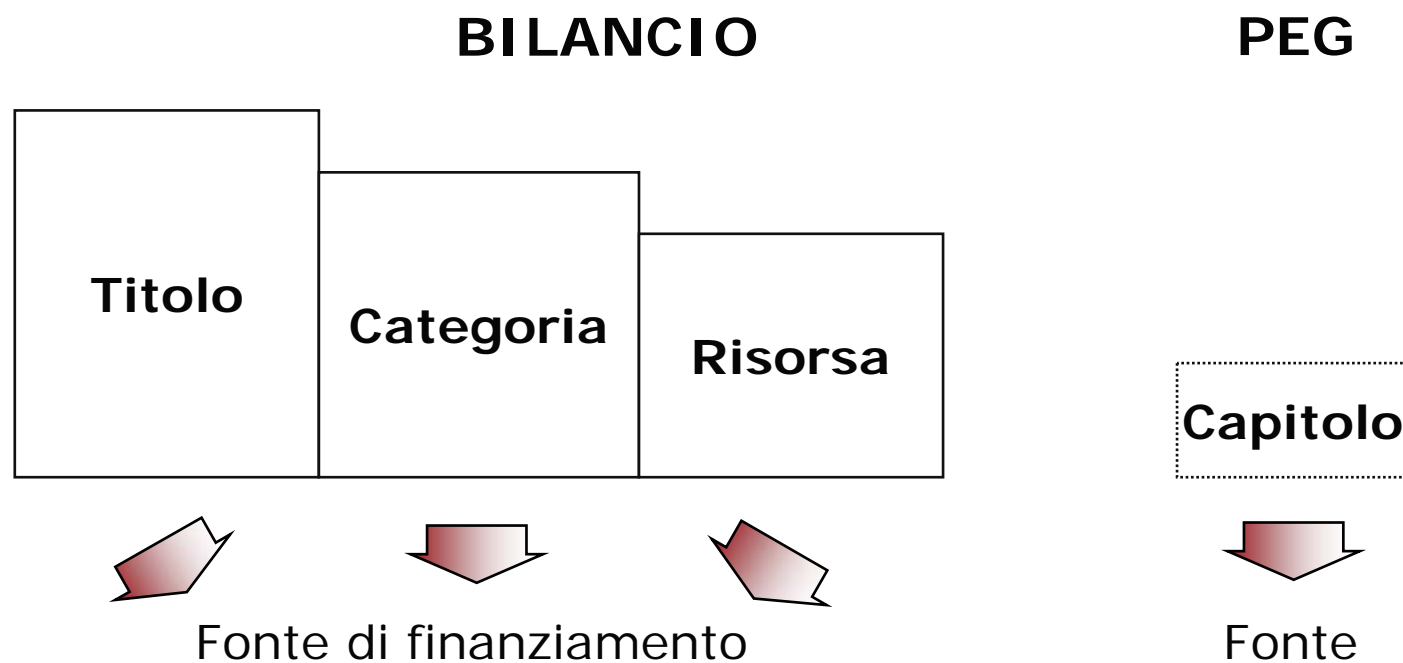 BILANCIO
PEG
Titolo
Categoria
Risorsa
Capitolo
Fonte di finanziamento
Fonte